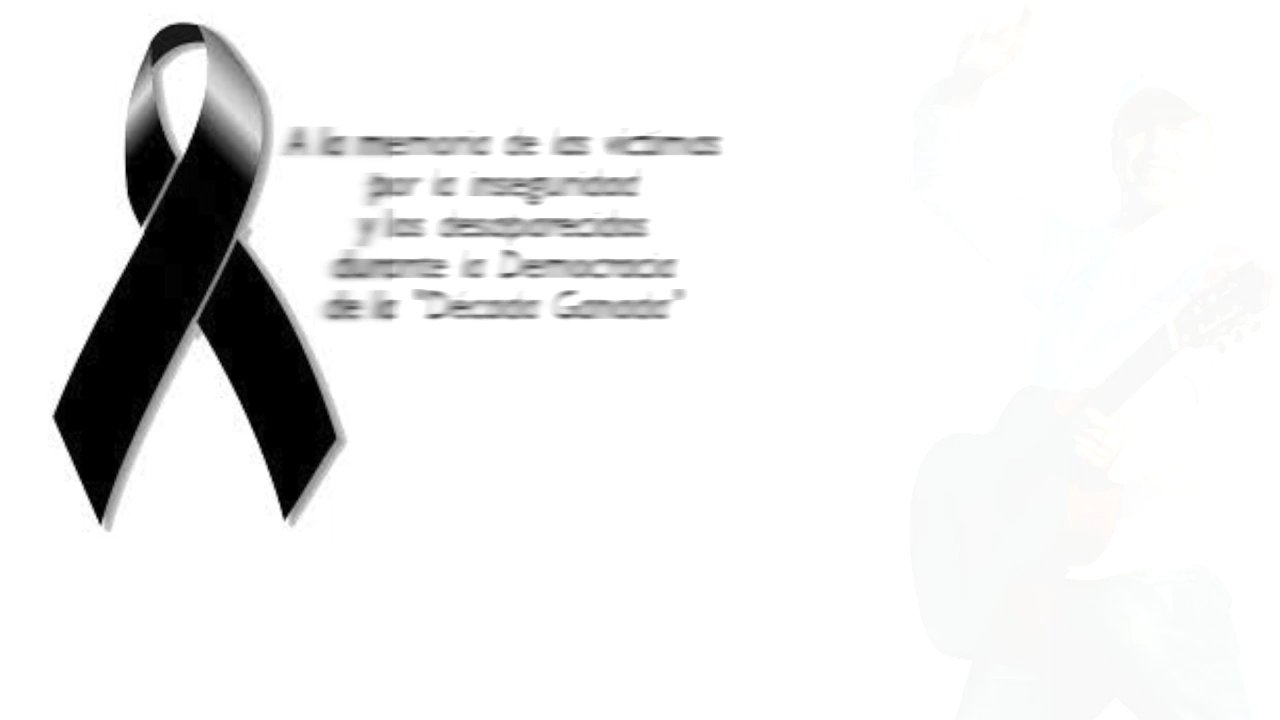 A la memoria de las víctimas
por la inseguridad
y los desaparecidos
durante la Democracia
de la "Década Ganada"